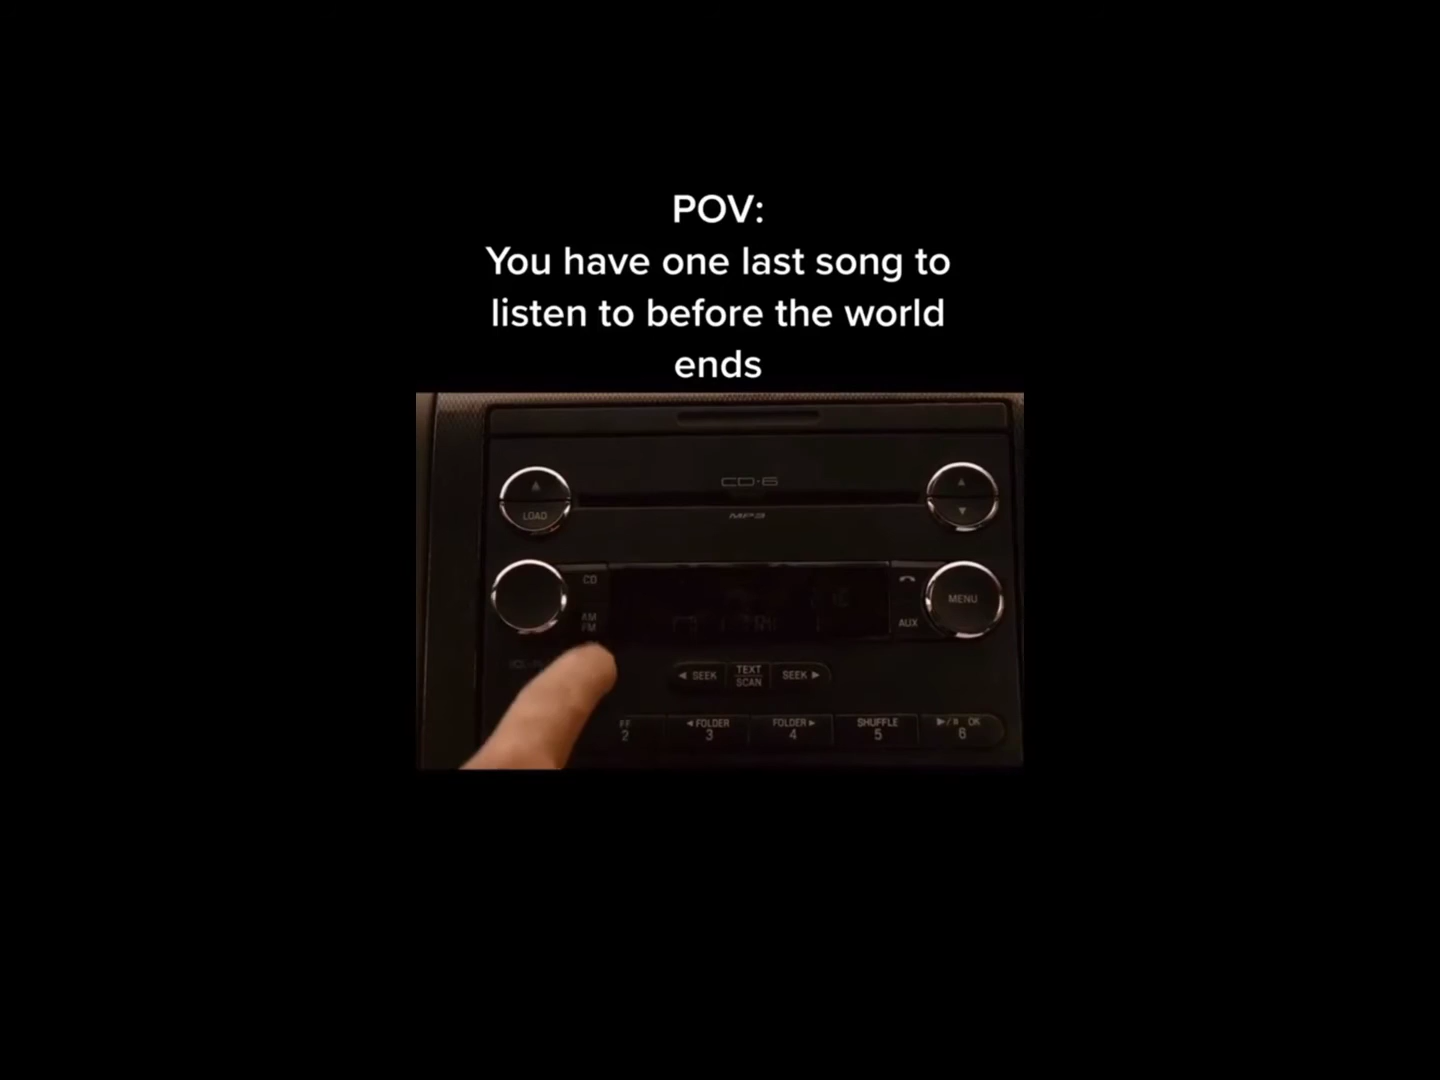 POV:
You have one last song to
listen to before the world
ends
CD·6
LOAD
MP3
CD
MENU
AM
FM
AUX
◄ SEEK
TEXT
SCAN
SEEK ►
FF
2
◄ FOLDER
3
FOLDER ►
4
SHUFFLE
5
►/II OK
6